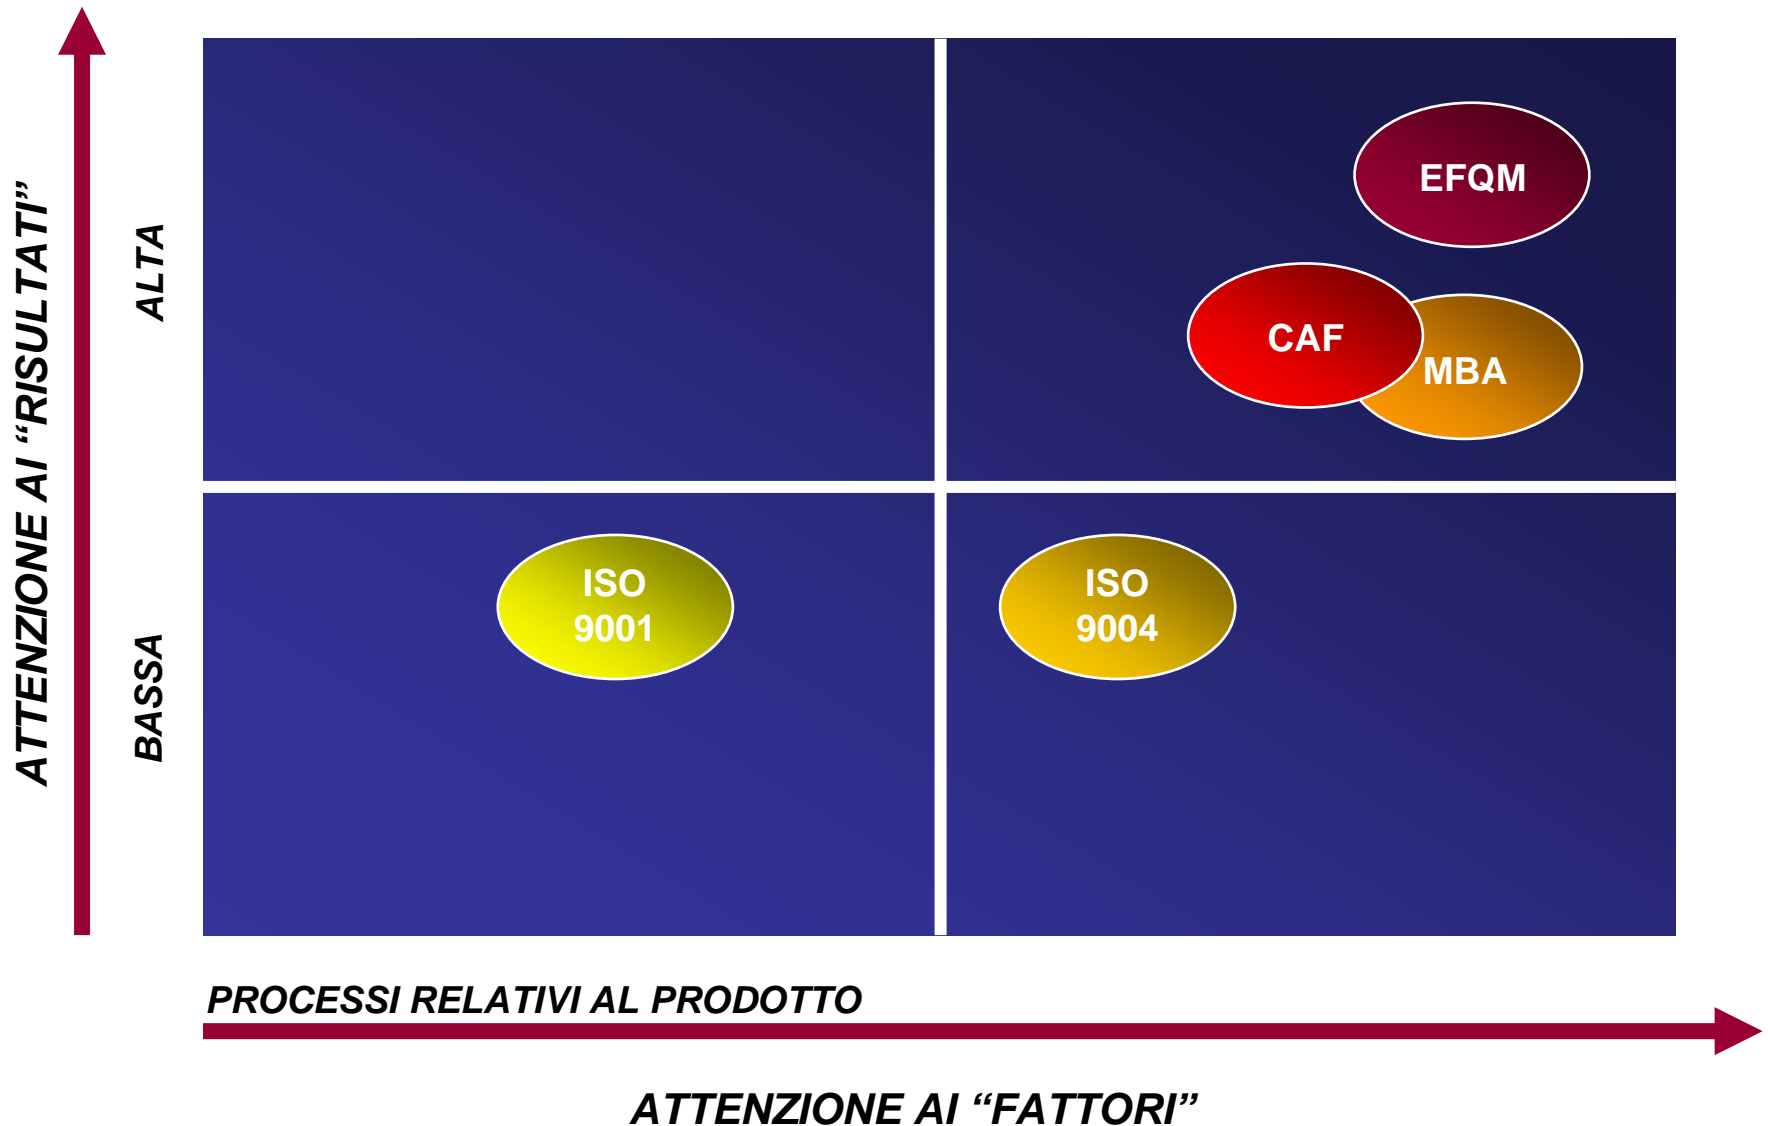 ATTENZIONE AI “RISULTATI”
ALTA
BASSA
EFQM
CAF
MBA
ISO
9001
ISO
9004
PROCESSI RELATIVI AL PRODOTTO
ATTENZIONE AI “FATTORI”